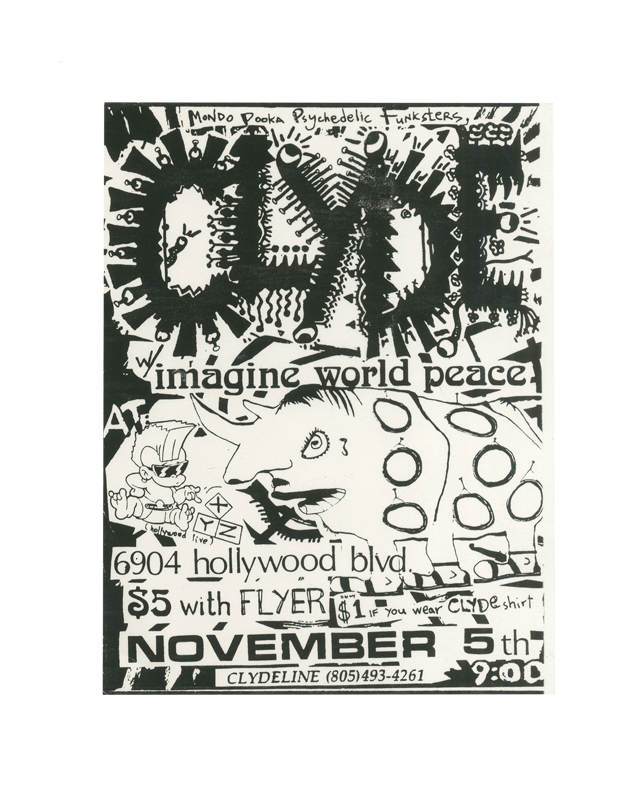 MONDO POOKA PSychedelic FUNKSTERS,
CLYDE
w/ imagine world peace
AT:
X
Y Z
(hollywood live)
6904 hollywood blvd.
$5 with FLYER
ONLY $1 IF you wear CLYDE shirt
NOVEMBER 5th
9:00
CLYDELINE (805)493-4261